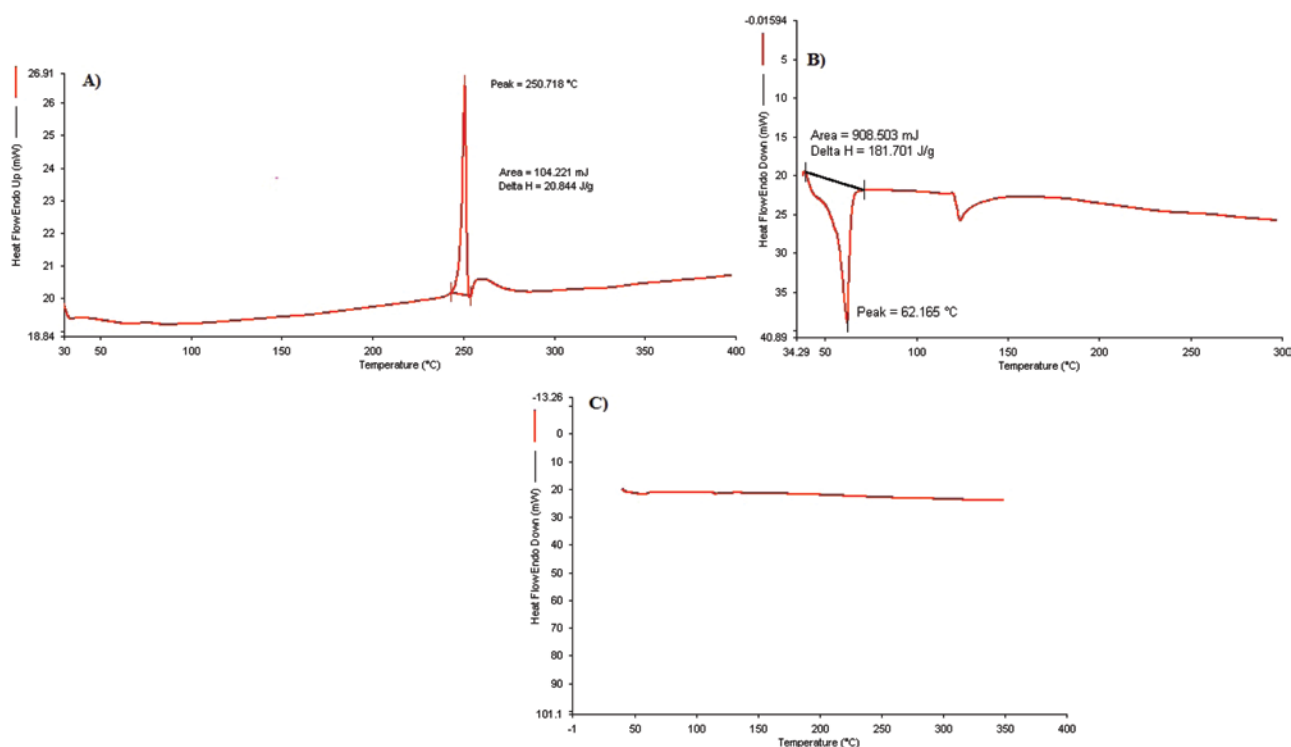 A)
26.91
26
25
24
23
22
21
20
18.84
Heat Flow Endo Up (mW)
Peak = 250.718 °C
Area = 104.221 mJ
Delta H = 20.844 J/g
30 50 100 150 200 250 300 350 400
Temperature (°C)
B)
-0.01594
5
10
15
20
25
30
35
40.89
Heat Flow Endo Down (mW)
Area = 908.503 mJ
Delta H = 181.701 J/g
Peak = 62.165 °C
34.29 50 100 150 200 250 300
Temperature (°C)
C)
-13.26
0
10
20
30
40
50
60
70
80
90
101.1
Heat Flow Endo Down (mW)
-1 50 100 150 200 250 300 350 400
Temperature (°C)